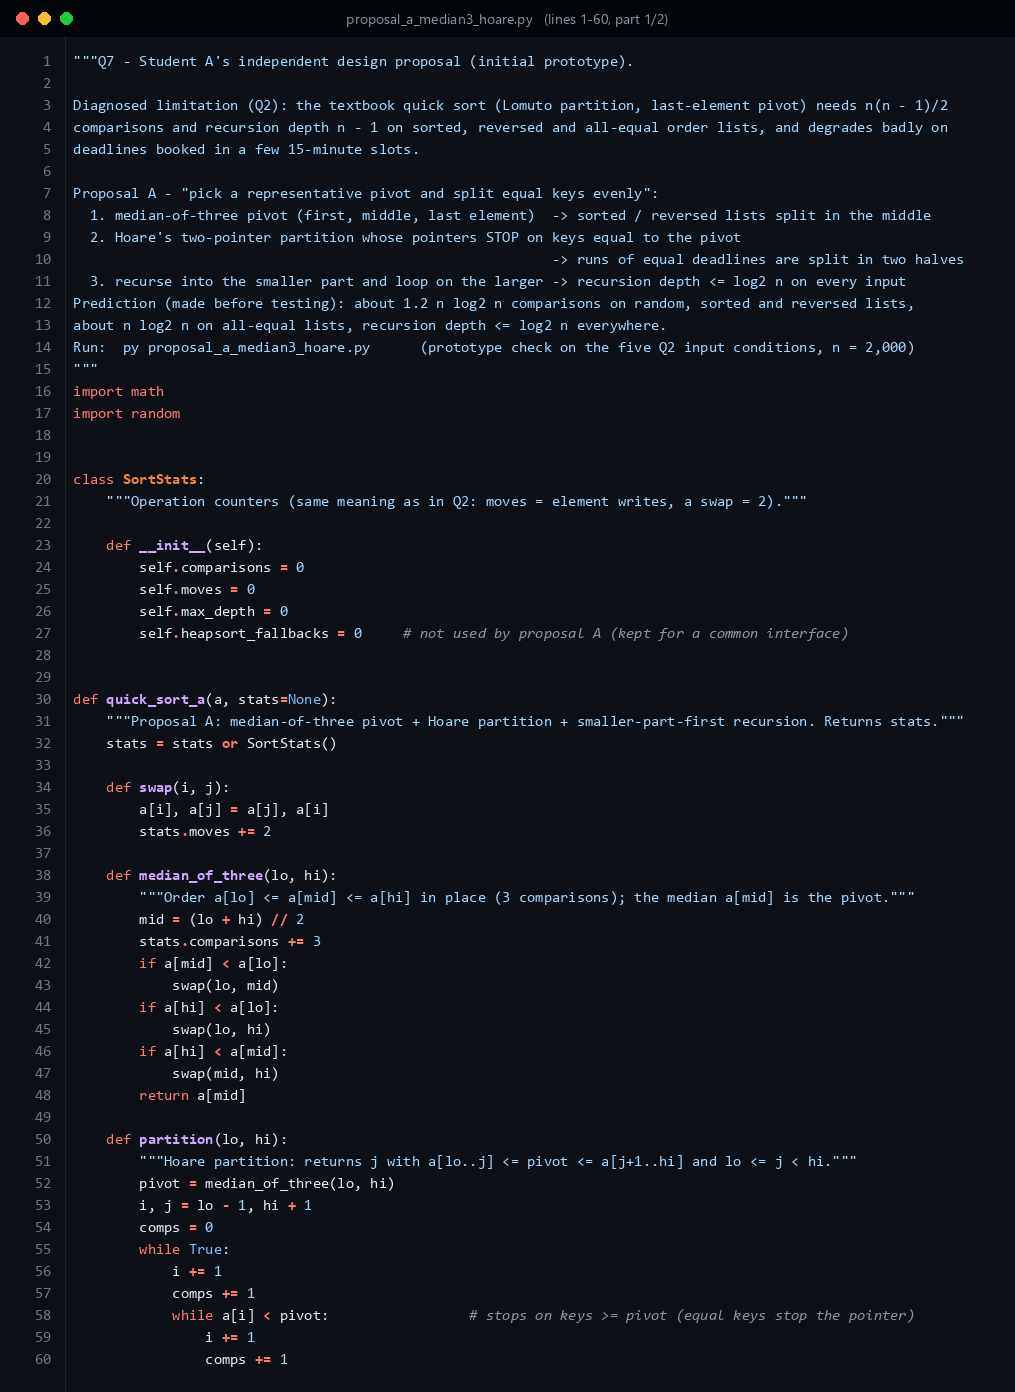 proposal_a_median3_hoare.py   (lines 1-60, part 1/2)
1 """Q7 - Student A's independent design proposal (initial prototype).
2
3 Diagnosed limitation (Q2): the textbook quick sort (Lomuto partition, last-element pivot) needs n(n - 1)/2
4 comparisons and recursion depth n - 1 on sorted, reversed and all-equal order lists, and degrades badly on
5 deadlines booked in a few 15-minute slots.
6
7 Proposal A - "pick a representative pivot and split equal keys evenly":
8   1. median-of-three pivot (first, middle, last element)  -> sorted / reversed lists split in the middle
9   2. Hoare's two-pointer partition whose pointers STOP on keys equal to the pivot
10                                                           -> runs of equal deadlines are split in two halves
11   3. recurse into the smaller part and loop on the larger -> recursion depth <= log2 n on every input
12 Prediction (made before testing): about 1.2 n log2 n comparisons on random, sorted and reversed lists,
13 about n log2 n on all-equal lists, recursion depth <= log2 n everywhere.
14 Run:  py proposal_a_median3_hoare.py      (prototype check on the five Q2 input conditions, n = 2,000)
15 """
16 import math
17 import random
18
19
20 class SortStats:
21     """Operation counters (same meaning as in Q2: moves = element writes, a swap = 2)."""
22
23     def __init__(self):
24         self.comparisons = 0
25         self.moves = 0
26         self.max_depth = 0
27         self.heapsort_fallbacks = 0     # not used by proposal A (kept for a common interface)
28
29
30 def quick_sort_a(a, stats=None):
31     """Proposal A: median-of-three pivot + Hoare partition + smaller-part-first recursion. Returns stats."""
32     stats = stats or SortStats()
33
34     def swap(i, j):
35         a[i], a[j] = a[j], a[i]
36         stats.moves += 2
37
38     def median_of_three(lo, hi):
39         """Order a[lo] <= a[mid] <= a[hi] in place (3 comparisons); the median a[mid] is the pivot."""
40         mid = (lo + hi) // 2
41         stats.comparisons += 3
42         if a[mid] < a[lo]:
43             swap(lo, mid)
44         if a[hi] < a[lo]:
45             swap(lo, hi)
46         if a[hi] < a[mid]:
47             swap(mid, hi)
48         return a[mid]
49
50     def partition(lo, hi):
51         """Hoare partition: returns j with a[lo..j] <= pivot <= a[j+1..hi] and lo <= j < hi."""
52         pivot = median_of_three(lo, hi)
53         i, j = lo - 1, hi + 1
54         comps = 0
55         while True:
56             i += 1
57             comps += 1
58             while a[i] < pivot:                 # stops on keys >= pivot (equal keys stop the pointer)
59                 i += 1
60                 comps += 1